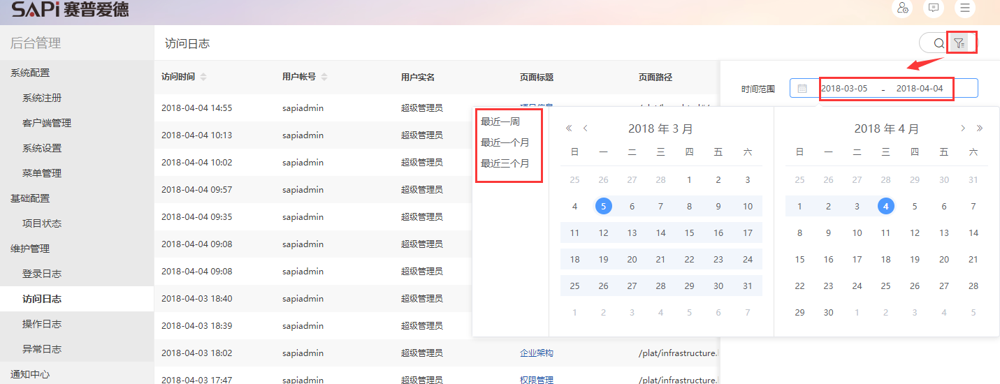 SAPi 赛普爱德
后台管理
系统配置
系统注册
客户端管理
系统设置
菜单管理
基础配置
项目状态
维护管理
登录日志
访问日志
操作日志
异常日志
通知中心
访问日志
访问时间 用户帐号 用户实名 页面标题 页面路径
2018-04-04 14:55 sapiadmin 超级管理员 项目信息
2018-04-04 10:13 sapiadmin 超级管理员
2018-04-04 10:02 sapiadmin 超级管理员
2018-04-04 09:57 sapiadmin 超级管理员
2018-04-04 09:35 sapiadmin 超级管理员
2018-04-04 09:08 sapiadmin 超级管理员
2018-04-04 09:08 sapiadmin 超级管理员
2018-04-03 18:40 sapiadmin 超级管理员
2018-04-03 18:39 sapiadmin 超级管理员
2018-04-03 18:02 sapiadmin 超级管理员 企业架构 /plat/infrastructure.
2018-04-03 17:47 sapiadmin 超级管理员 权限管理 /plat/infrastructure.
时间范围 2018-03-05 - 2018-04-04
最近一周
最近一个月
最近三个月
2018 年 3 月
日 一 二 三 四 五 六
25 26 27 28 1 2 3
4 5 6 7 8 9 10
11 12 13 14 15 16 17
18 19 20 21 22 23 24
25 26 27 28 29 30 31
1 2 3 4 5 6 7
2018 年 4 月
日 一 二 三 四 五 六
25 26 27 28 29 30 31
1 2 3 4 5 6 7
8 9 10 11 12 13 14
15 16 17 18 19 20 21
22 23 24 25 26 27 28
29 30 1 2 3 4 5